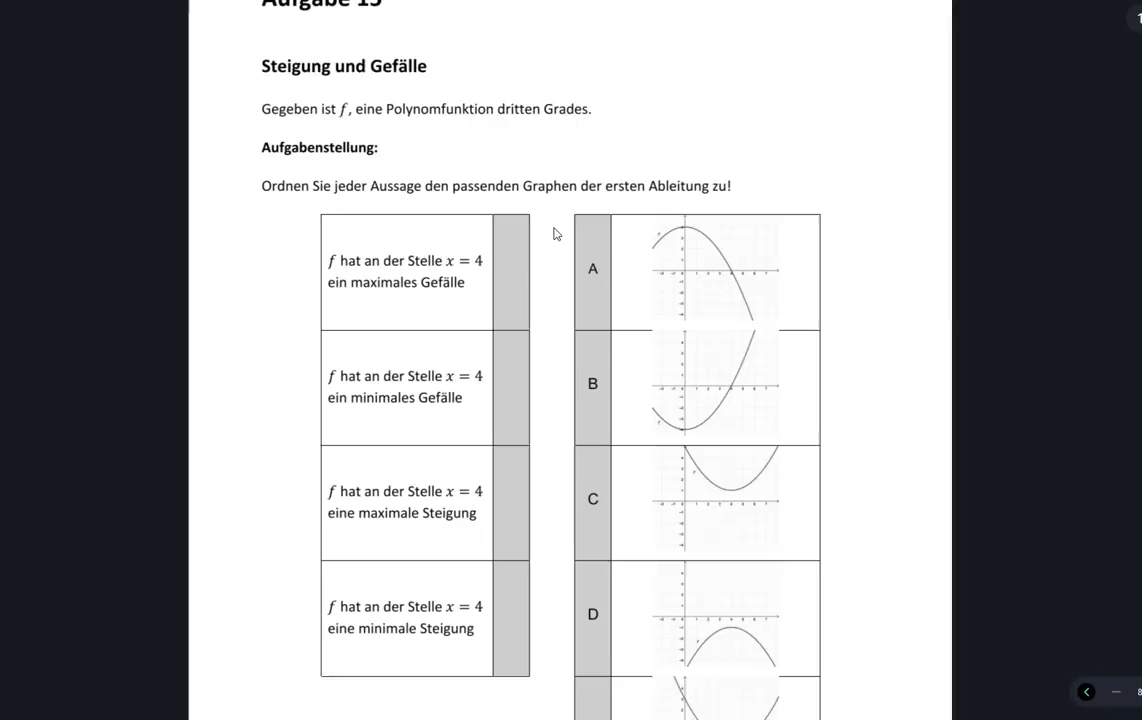 Aufgabe 15
Steigung und Gefälle
Gegeben ist f, eine Polynomfunktion dritten Grades.
Aufgabenstellung:
Ordnen Sie jeder Aussage den passenden Graphen der ersten Ableitung zu!
f hat an der Stelle x = 4
ein maximales Gefälle
f hat an der Stelle x = 4
ein minimales Gefälle
f hat an der Stelle x = 4
eine maximale Steigung
f hat an der Stelle x = 4
eine minimale Steigung
A
B
C
D